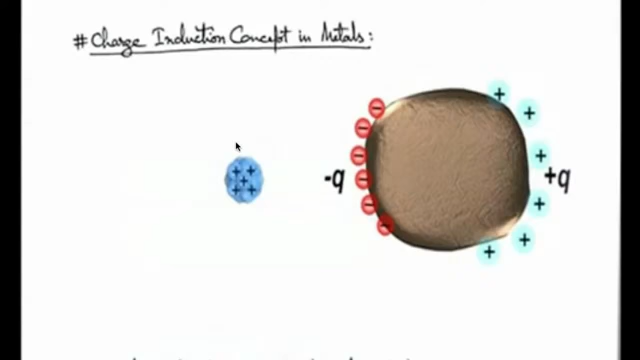 # Charge Induction Concept in Metals:
-q
+q